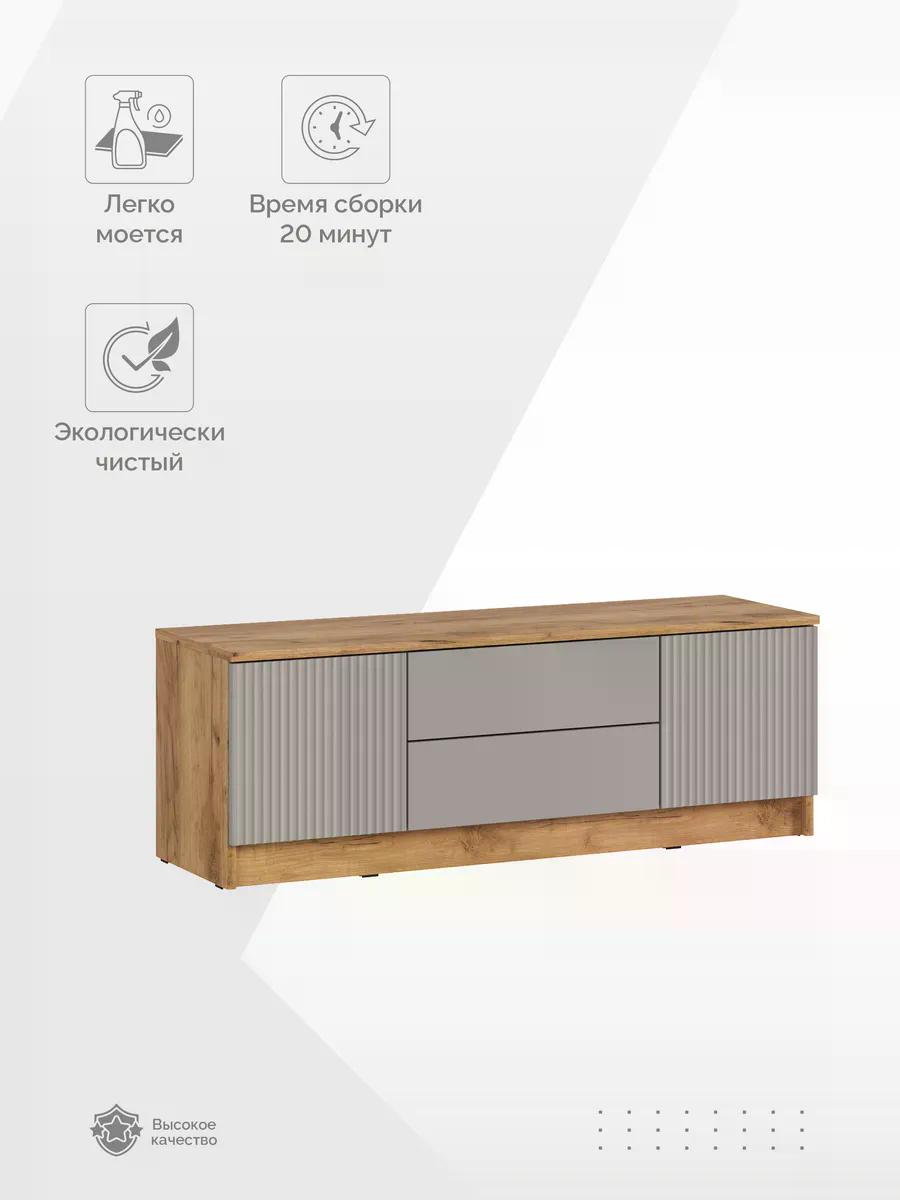 Легко
моется
Время сборки
20 минут
Экологически
чистый
Высокое
качество